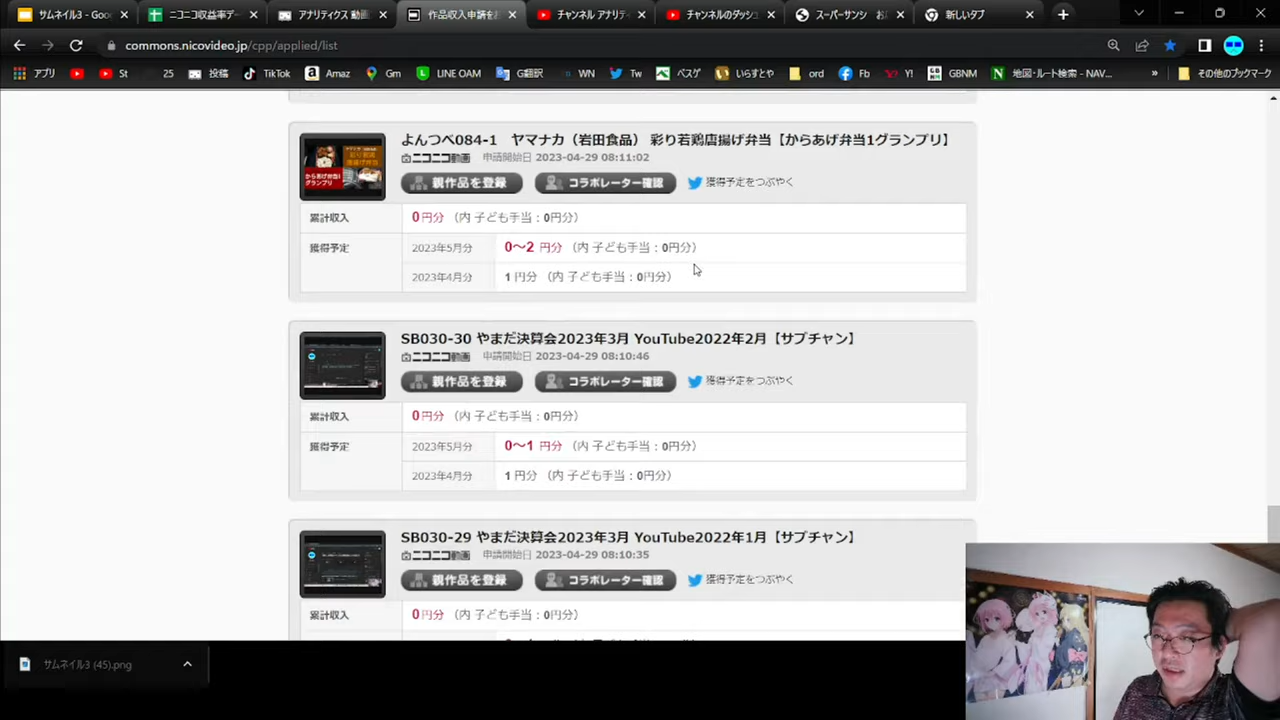 サムネイル3 - Goo
ニコニコ収益率デー
アナリティクス 動画
作品収入申請をお
チャンネル アナリティ
チャンネルのダッシュ
スーパーサンシ お
新しいタブ
commons.nicovideo.jp/cpp/applied/list
アプリ
St
25
投稿
TikTok
Amaz
Gm
LINE OAM
G翻訳
WN
Tw
ベスゲ
いらすとや
ord
Fb
Y!
GBNM
地図・ルート検索 - NAV...
»
その他のブックマーク
よんつべ084-1 ヤマナカ（岩田食品） 彩り若鶏唐揚げ弁当【からあげ弁当1グランプリ】
ニコニコ動画 申請開始日 2023-04-29 08:11:02
親作品を登録 コラボレーター確認 獲得予定をつぶやく
累計収入 0円分 （内 子ども手当：0円分）
獲得予定 2023年5月分 0〜2 円分 （内 子ども手当：0円分）
2023年4月分 1 円分 （内 子ども手当：0円分）
SB030-30 やまだ決算会2023年3月 YouTube2022年2月【サブチャン】
ニコニコ動画 申請開始日 2023-04-29 08:10:46
親作品を登録 コラボレーター確認 獲得予定をつぶやく
累計収入 0円分 （内 子ども手当：0円分）
獲得予定 2023年5月分 0〜1 円分 （内 子ども手当：0円分）
2023年4月分 1 円分 （内 子ども手当：0円分）
SB030-29 やまだ決算会2023年3月 YouTube2022年1月【サブチャン】
ニコニコ動画 申請開始日 2023-04-29 08:10:35
親作品を登録 コラボレーター確認 獲得予定をつぶやく
累計収入 0円分 （内 子ども手当：0円分）
サムネイル3 (45).png